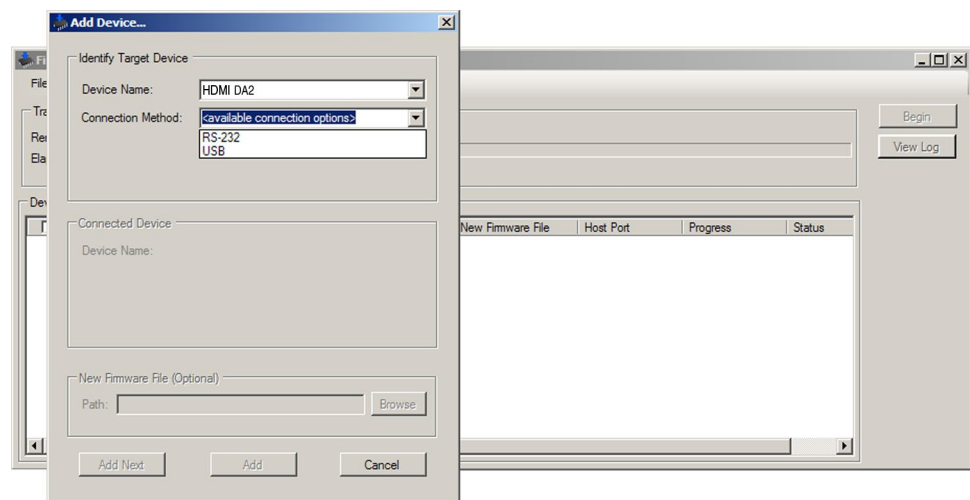 Add Device...
Identify Target Device
Device Name: HDMI DA2
Connection Method: <available connection options>
RS-232
USB
Connected Device
Device Name:
New Firmware File (Optional)
Path: Browse
Add Next Add Cancel
File
Begin
View Log
New Firmware File Host Port Progress Status